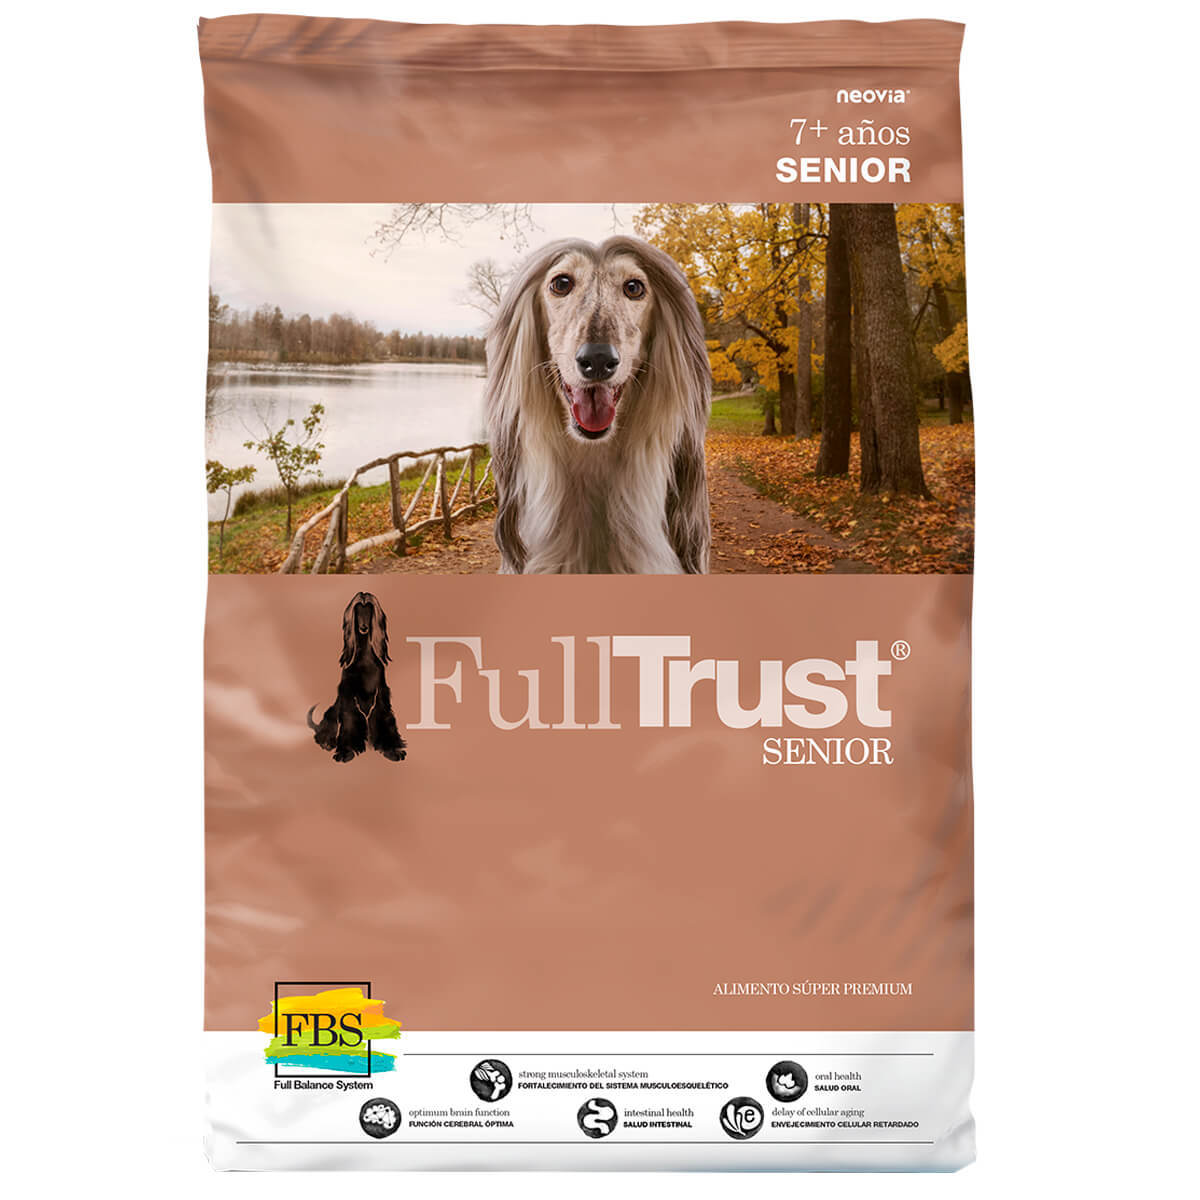 neovia®
7+ años
SENIOR
FullTrust®
SENIOR
ALIMENTO SÚPER PREMIUM
FBS
Full Balance System
strong musculoskeletal system
FORTALECIMIENTO DEL SISTEMA MUSCULOESQUELÉTICO
oral health
SALUD ORAL
optimum brain function
FUNCIÓN CEREBRAL ÓPTIMA
intestinal health
SALUD INTESTINAL
he
delay of cellular aging
ENVEJECIMIENTO CELULAR RETARDADO